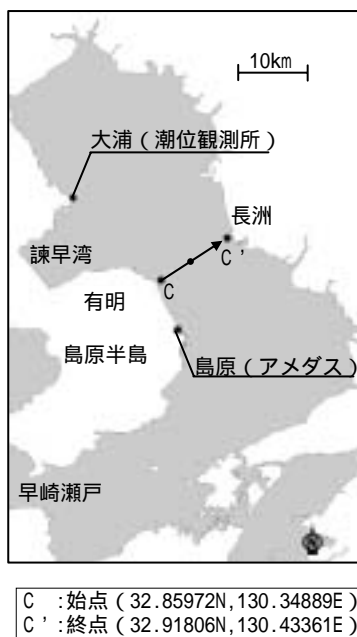 10km
大浦（潮位観測所）
長洲
C'
諫早湾
C
有明
島原半島
島原（アメダス）
早崎瀬戸
C :始点（32.85972N,130.34889E）
C':終点（32.91806N,130.43361E）